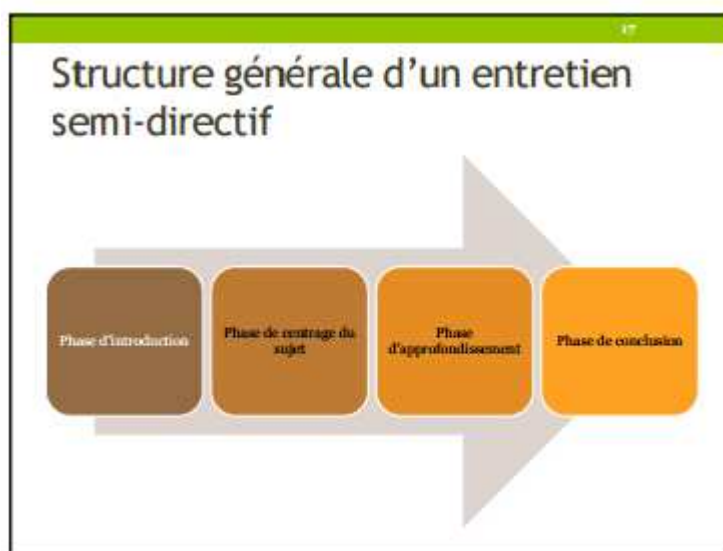 17
Structure générale d'un entretien
semi-directif
Phase d'introduction
Phase de centrage du
sujet
Phase
d'approfondissement
Phase de conclusion